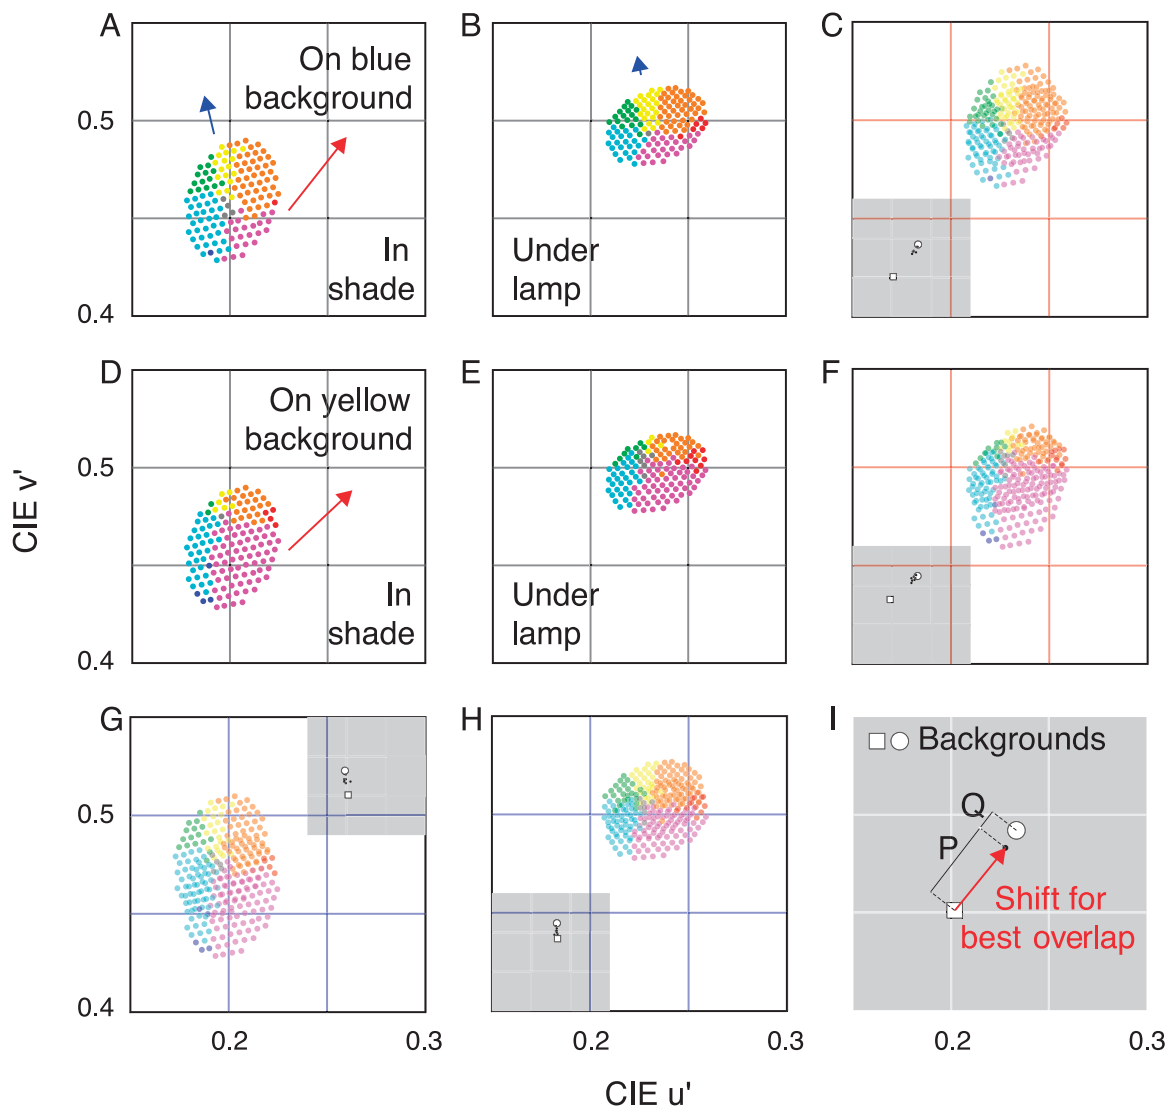 A
On blue
background
In
shade
0.5
0.4
B
Under
lamp
C
D
On yellow
background
In
shade
0.5
0.4
E
Under
lamp
F
CIE v'
G
0.5
0.4
0.2
0.3
H
0.2
0.3
I
Backgrounds
Q
P
Shift for
best overlap
0.2
0.3
CIE u'